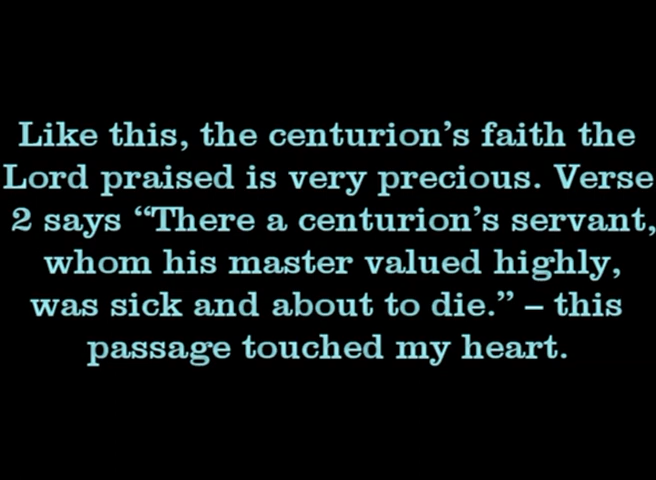 Like this, the centurion’s faith the
Lord praised is very precious. Verse
2 says “There a centurion’s servant,
whom his master valued highly,
was sick and about to die.” – this
passage touched my heart.